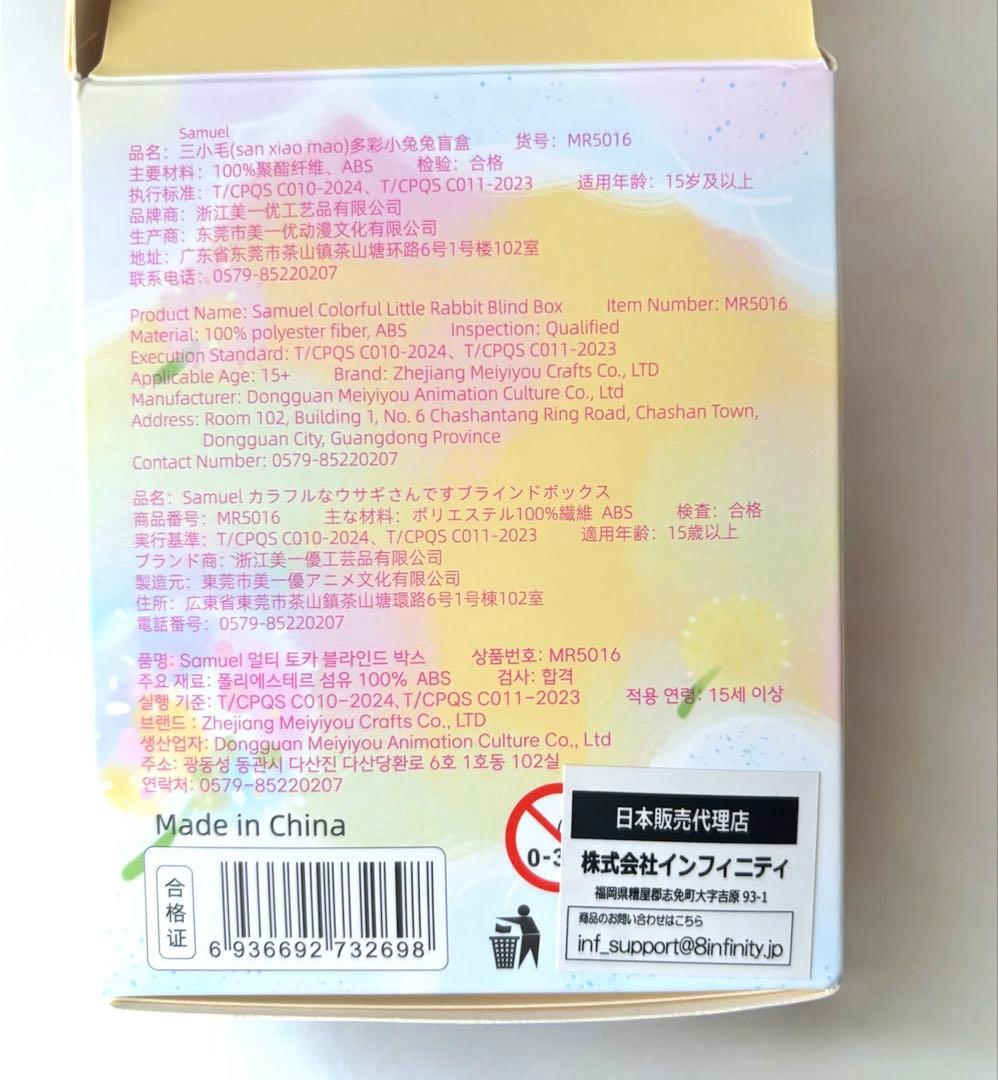 Samuel
品名：三小毛(san xiao mao)多彩小兔兔盲盒 货号：MR5016
主要材料：100%聚酯纤维、ABS 检验：合格
执行标准：T/CPQS C010-2024、T/CPQS C011-2023 适用年龄：15岁及以上
品牌商：浙江美一优工艺品有限公司
生产商：东莞市美一优动漫文化有限公司
地址：广东省东莞市茶山镇茶山塘环路6号1号楼102室
联系电话：0579-85220207
Product Name: Samuel Colorful Little Rabbit Blind Box Item Number: MR5016
Material: 100% polyester fiber, ABS Inspection: Qualified
Execution Standard: T/CPQS C010-2024、T/CPQS C011-2023
Applicable Age: 15+ Brand: Zhejiang Meiyiyou Crafts Co., LTD
Manufacturer: Dongguan Meiyiyou Animation Culture Co., Ltd
Address: Room 102, Building 1, No. 6 Chashantang Ring Road, Chashan Town,
Dongguan City, Guangdong Province
Contact Number: 0579-85220207
品名：Samuel カラフルなウサギさんですブラインドボックス
商品番号：MR5016 主な材料：ポリエステル100%繊維 ABS 検査：合格
実行基準：T/CPQS C010-2024、T/CPQS C011-2023 適用年齢：15歳以上
ブランド商：浙江美一優工芸品有限公司
製造元：東莞市美一優アニメ文化有限公司
住所：広東省東莞市茶山鎮茶山塘環路6号1号棟102室
電話番号：0579-85220207
품명: Samuel 멀티 토카 블라인드 박스 상품번호: MR5016
주요 재료: 폴리에스테르 섬유 100% ABS 검사: 합격
실행 기준: T/CPQS C010-2024、T/CPQS C011-2023 적용 연령: 15세 이상
브랜드 : Zhejiang Meiyiyou Crafts Co., LTD
생산업자: Dongguan Meiyiyou Animation Culture Co., Ltd
주소: 광동성 동관시 다산진 다산당환로 6호 1호동 102실
연락처: 0579-85220207
Made in China
合格证
6 936692 732698
0-3
日本販売代理店
株式会社インフィニティ
福岡県糟屋郡志免町大字吉原 93-1
商品のお問い合わせはこちら
inf_support@8infinity.jp